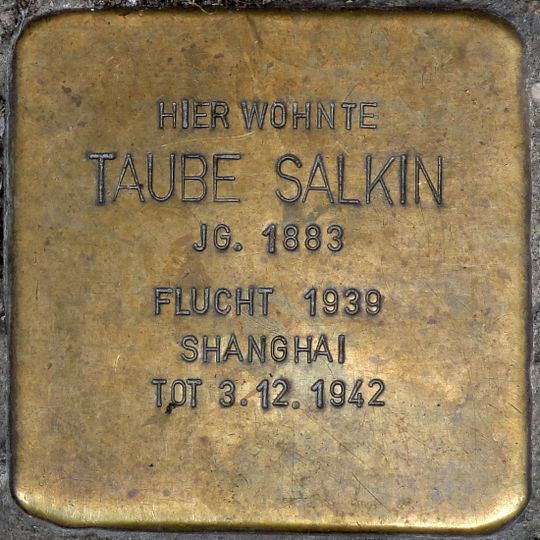 HIER WOHNTE
TAUBE SALKIN
JG. 1883
FLUCHT 1939
SHANGHAI
TOT 3.12.1942